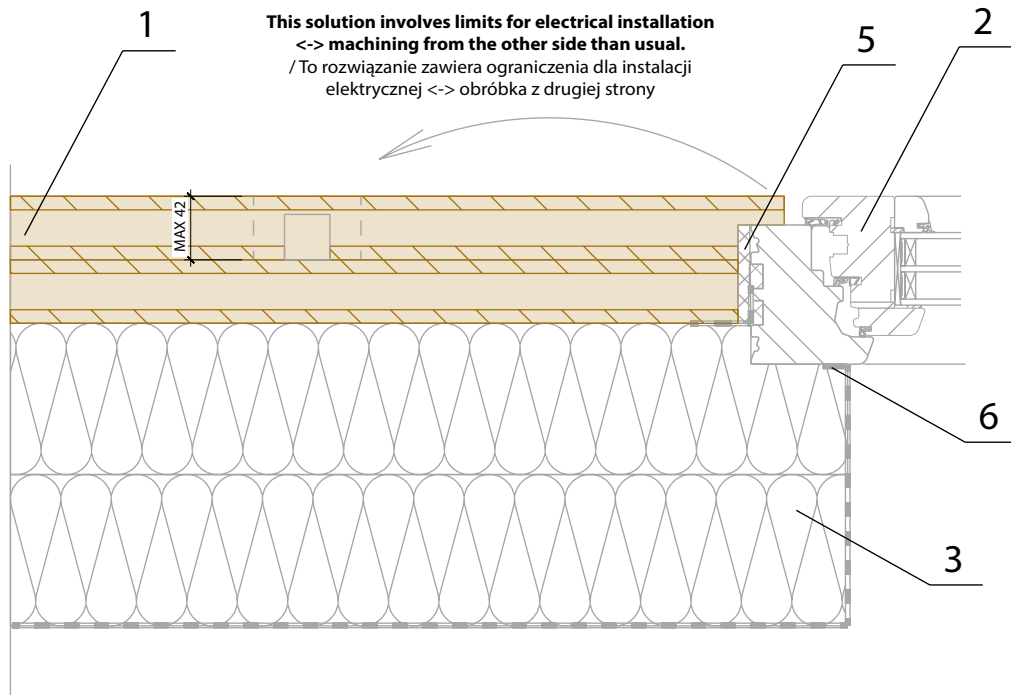 1
This solution involves limits for electrical installation
<-> machining from the other side than usual.
/ To rozwiązanie zawiera ograniczenia dla instalacji
elektrycznej <-> obróbka z drugiej strony
5
2
MAX 42
6
3